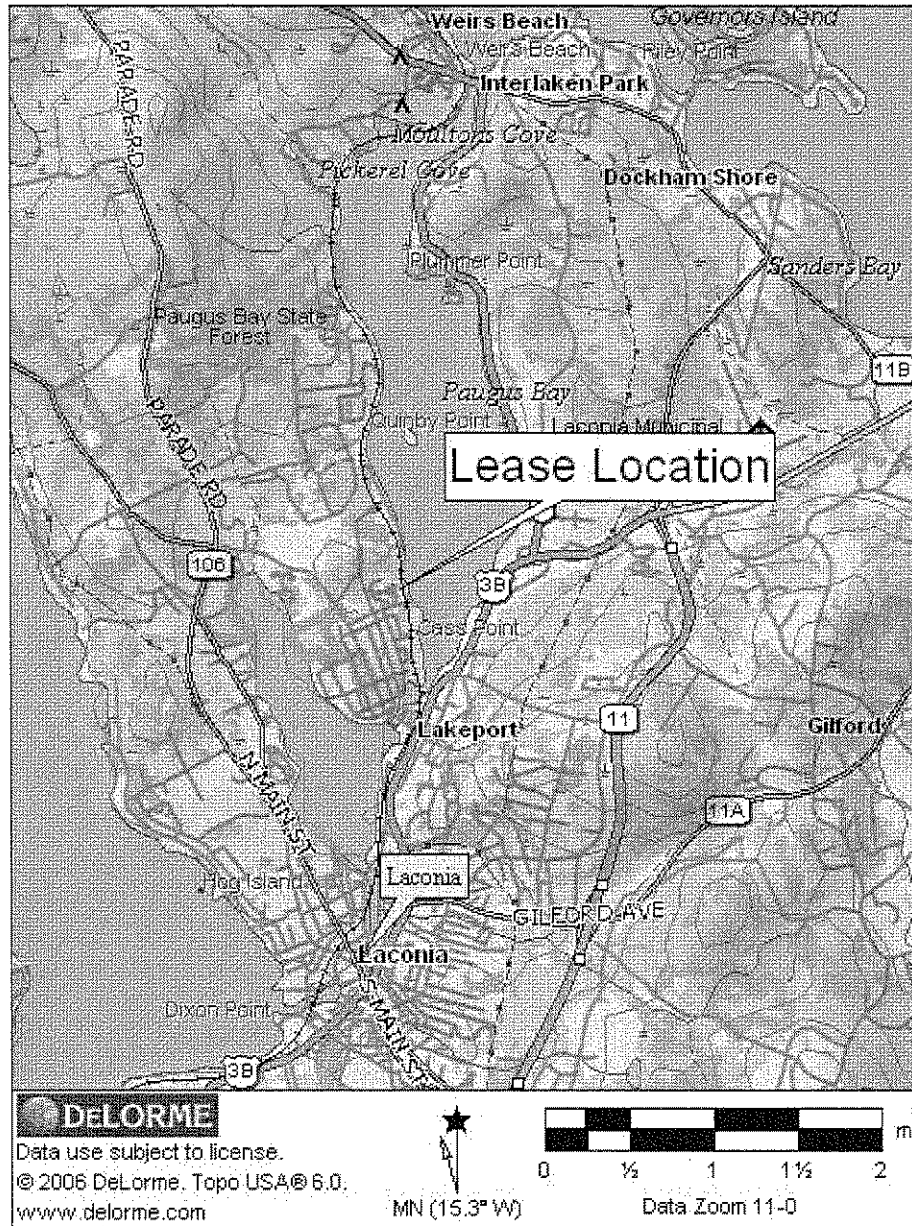 Weirs Beach
Governors Island
Weirs Beach
Riley Point
Interlaken Park
PARADE RD
Moultons Cove
Pickerel Cove
Dockham Shore
Plummer Point
Sanders Bay
Paugus Bay State
Forest
11B
Paugus Bay
Quinby Point
Laconia Municipal
PARADE RD
Lease Location
106
3B
Cass Point
11
Lakeport
Gilford
N MAIN ST
11A
Laconia
Hog Island
GILFORD AVE
Laconia
Dixon Point
S MAIN ST
3B
DELORME
Data use subject to license.
© 2006 DeLorme. Topo USA® 6.0.
www.delorme.com
MN (15.3° W)
0 ½ 1 1½ 2
m
Data Zoom 11-0